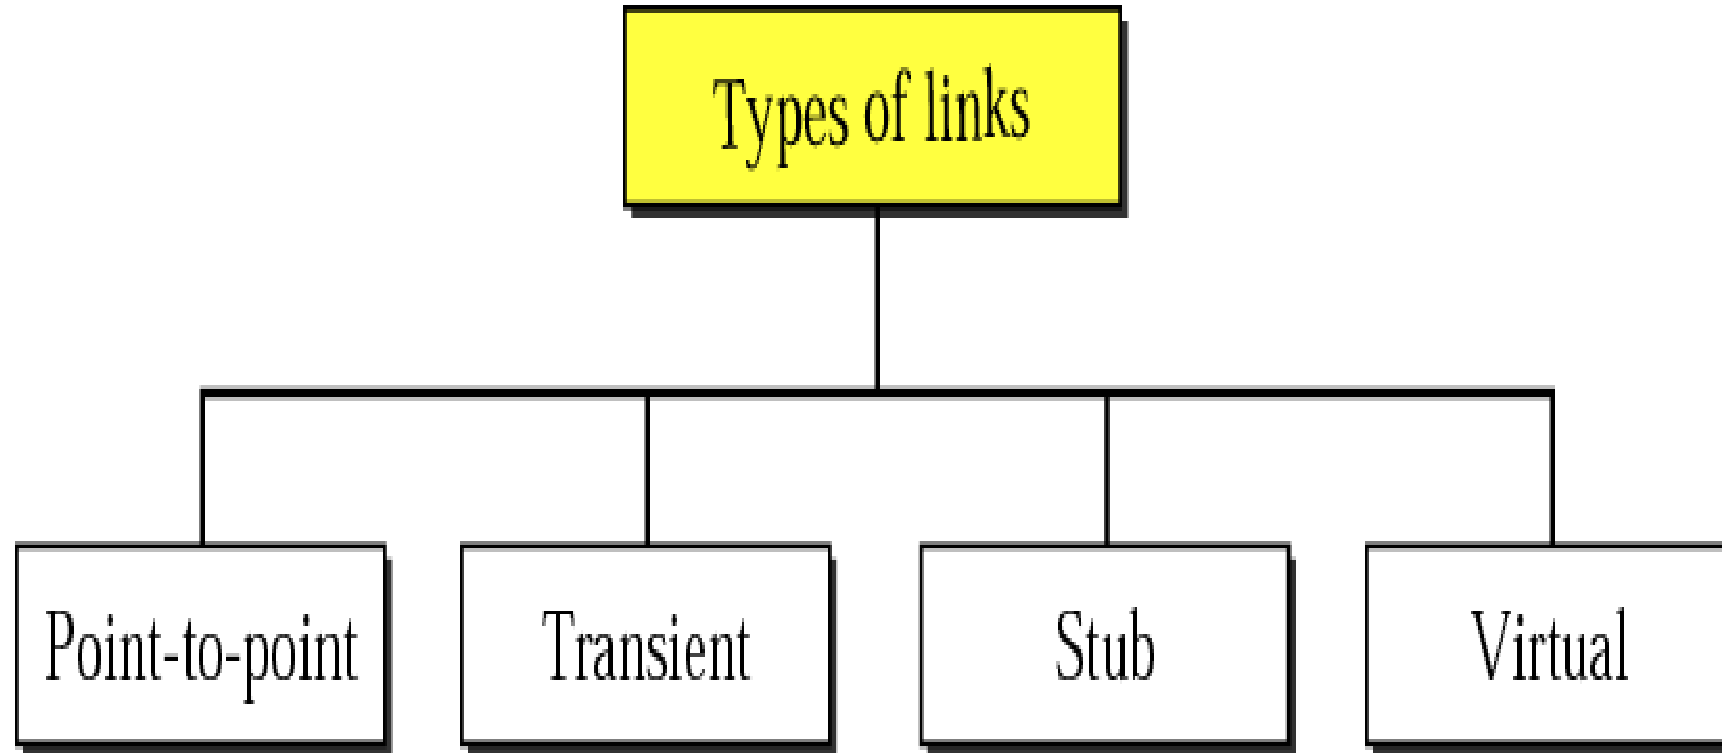 Types of links
Point-to-point
Transient
Stub
Virtual